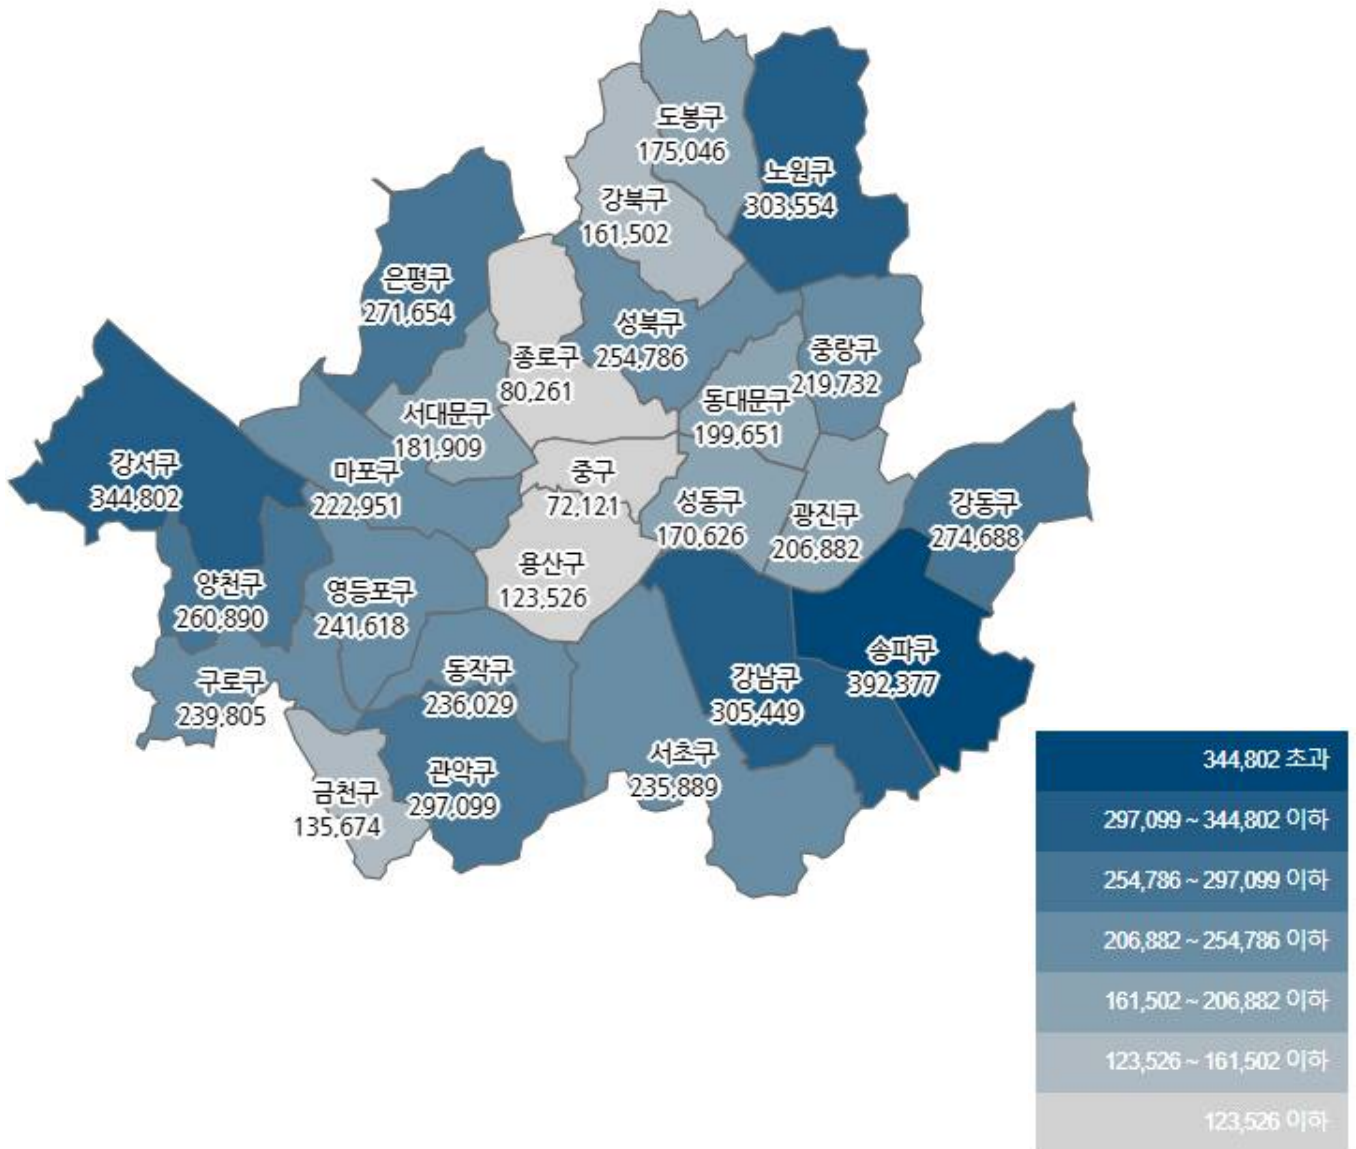 도봉구
175,046
노원구
303,554
강북구
161,502
은평구
271,654
성북구
254,786
중랑구
219,732
종로구
80,261
동대문구
199,651
서대문구
181,909
강서구
344,802
마포구
222,951
중구
72,121
성동구
170,626
광진구
206,882
강동구
274,688
용산구
123,526
양천구
260,890
영등포구
241,618
송파구
392,377
구로구
239,805
동작구
236,029
강남구
305,449
서초구
235,889
관악구
297,099
금천구
135,674
344,802 초과
297,099 ~ 344,802 이하
254,786 ~ 297,099 이하
206,882 ~ 254,786 이하
161,502 ~ 206,882 이하
123,526 ~ 161,502 이하
123,526 이하